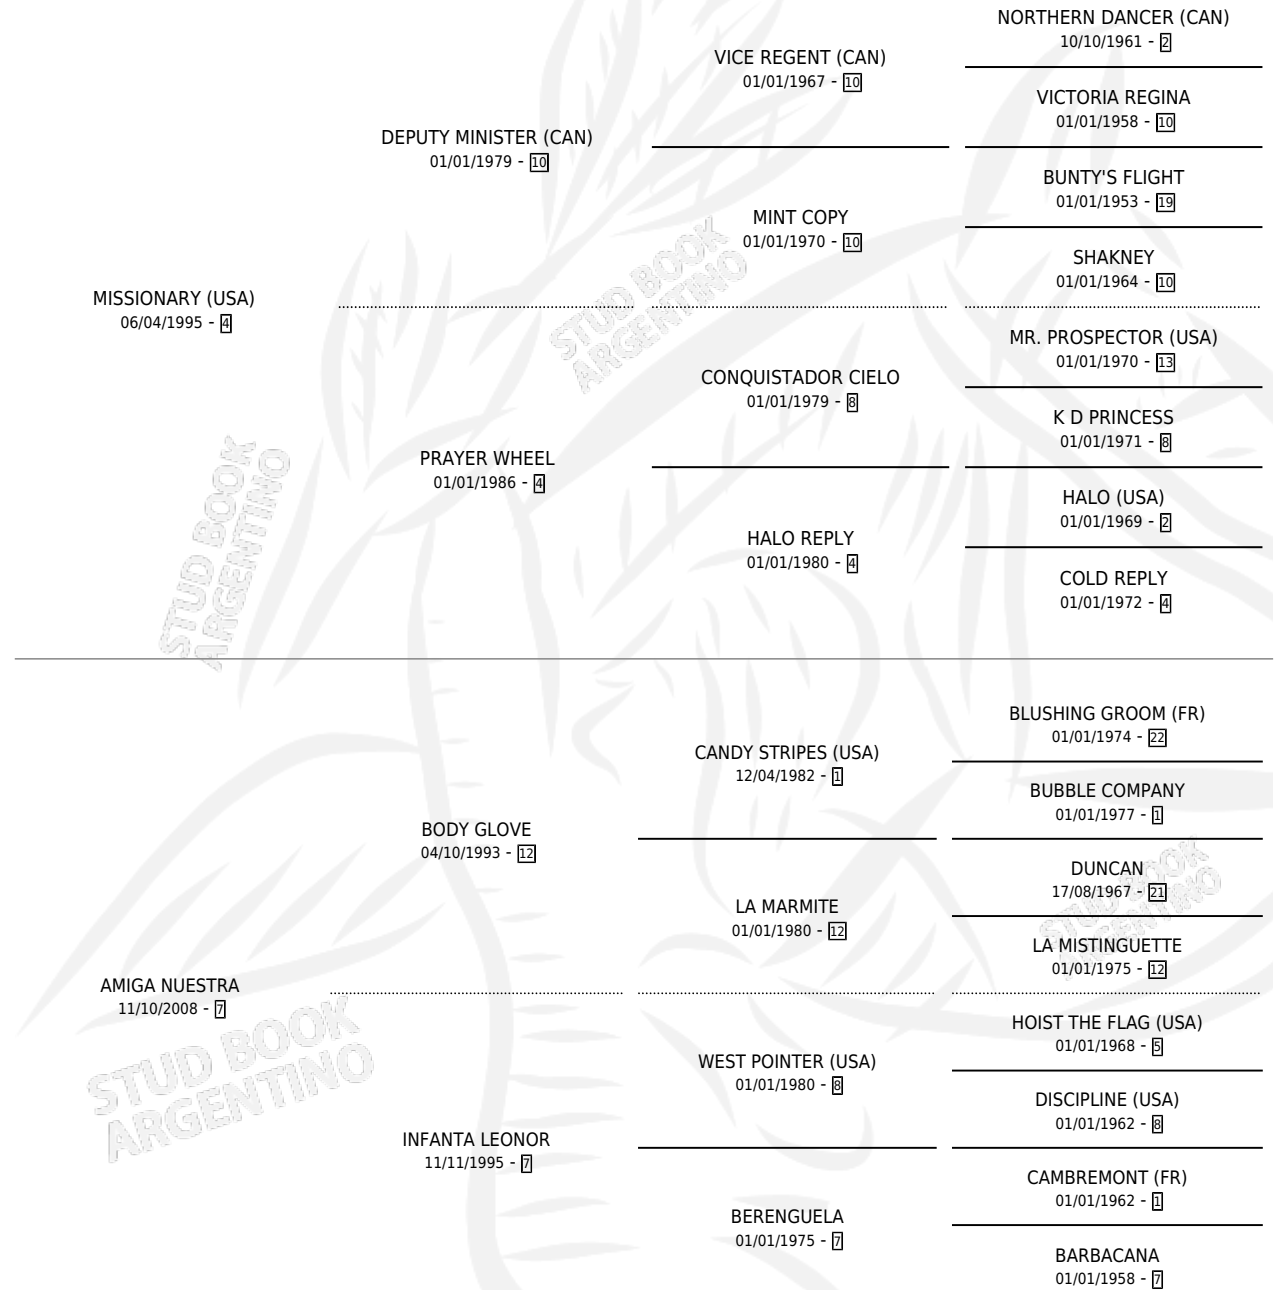 NORTHERN DANCER (CAN)
10/10/1961 - 2
VICE REGENT (CAN)
01/01/1967 - 10
VICTORIA REGINA
01/01/1958 - 10
DEPUTY MINISTER (CAN)
01/01/1979 - 10
BUNTY'S FLIGHT
01/01/1953 - 19
MINT COPY
01/01/1970 - 10
SHAKNEY
01/01/1964 - 10
MISSIONARY (USA)
06/04/1995 - 4
MR. PROSPECTOR (USA)
01/01/1970 - 13
CONQUISTADOR CIELO
01/01/1979 - 8
K D PRINCESS
01/01/1971 - 8
PRAYER WHEEL
01/01/1986 - 4
HALO (USA)
01/01/1969 - 2
HALO REPLY
01/01/1980 - 4
COLD REPLY
01/01/1972 - 4
STUD BOOK
ARGENTINO
STUD BOOK
ARGENTINO
BLUSHING GROOM (FR)
01/01/1974 - 22
CANDY STRIPES (USA)
12/04/1982 - 1
BUBBLE COMPANY
01/01/1977 - 1
BODY GLOVE
04/10/1993 - 12
DUNCAN
17/08/1967 - 21
LA MARMITE
01/01/1980 - 12
LA MISTINGUETTE
01/01/1975 - 12
STUD BOOK
ARGENTINO
AMIGA NUESTRA
11/10/2008 - 7
HOIST THE FLAG (USA)
01/01/1968 - 5
WEST POINTER (USA)
01/01/1980 - 8
DISCIPLINE (USA)
01/01/1962 - 8
STUD BOOK
ARGENTINO
INFANTA LEONOR
11/11/1995 - 7
CAMBREMONT (FR)
01/01/1962 - 1
BERENGUELA
01/01/1975 - 7
BARBACANA
01/01/1958 - 7